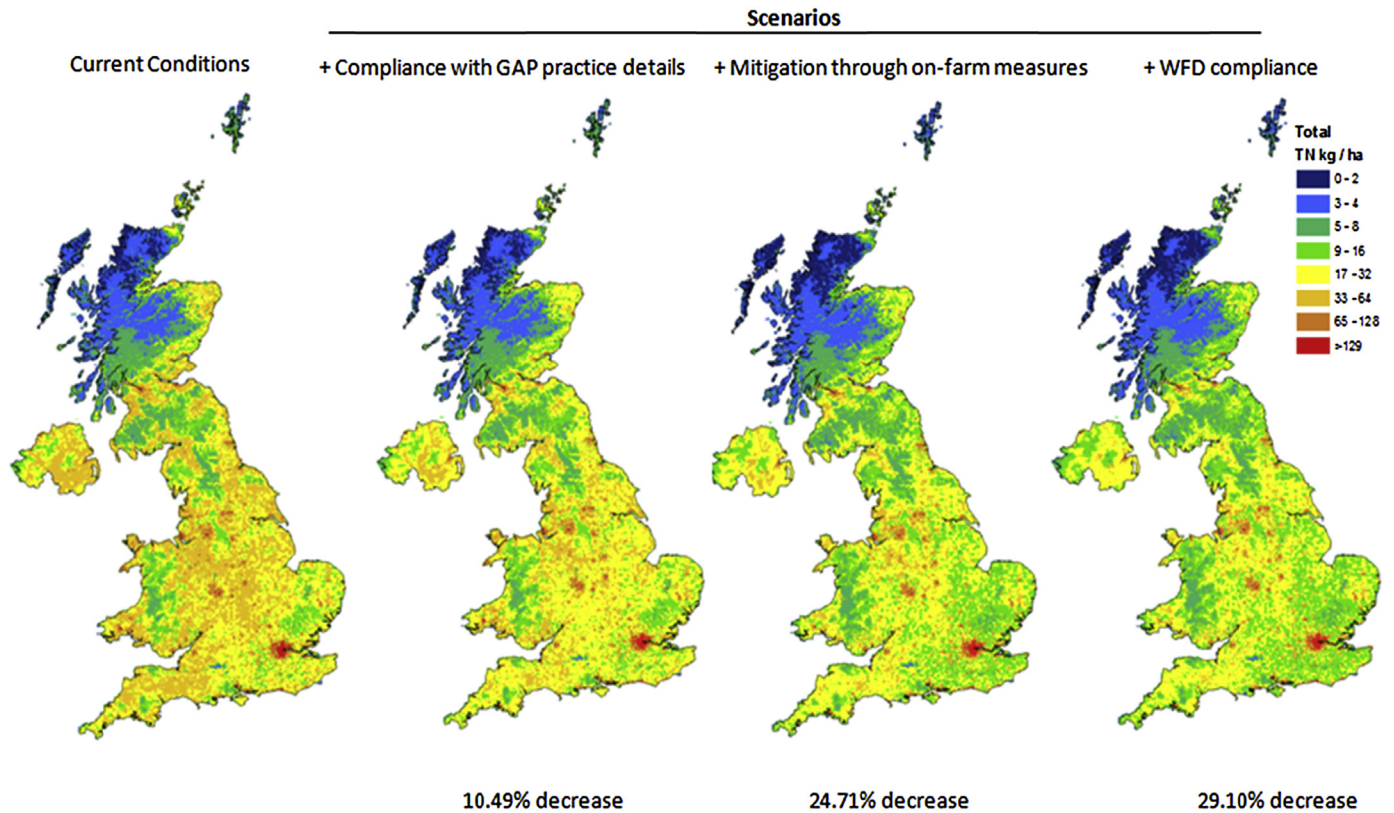 Scenarios
Current Conditions
+ Compliance with GAP practice details
+ Mitigation through on-farm measures
+ WFD compliance
Total
TN kg / ha
0 - 2
3 - 4
5 - 8
9 - 16
17 -32
33 -64
65 -128
>129
10.49% decrease
24.71% decrease
29.10% decrease